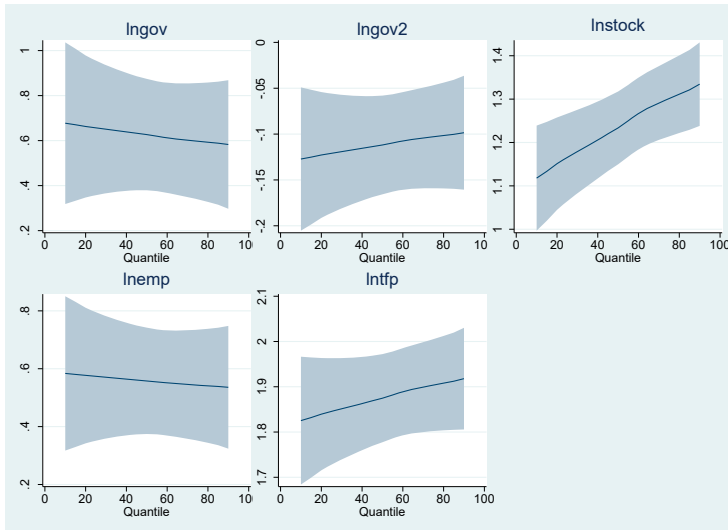 lngov
1
.8
.6
.4
.2
0 20 40 60 80 10
Quantile
lngov2
0
-.05
-.1
-.15
-.2
0 20 40 60 80 100
Quantile
lnstock
1.4
1.3
1.2
1.1
1
0 20 40 60 80 100
Quantile
lnemp
.8
.6
.4
.2
0 20 40 60 80 100
Quantile
lntfp
2.1
2
1.9
1.8
1.7
0 20 40 60 80 100
Quantile